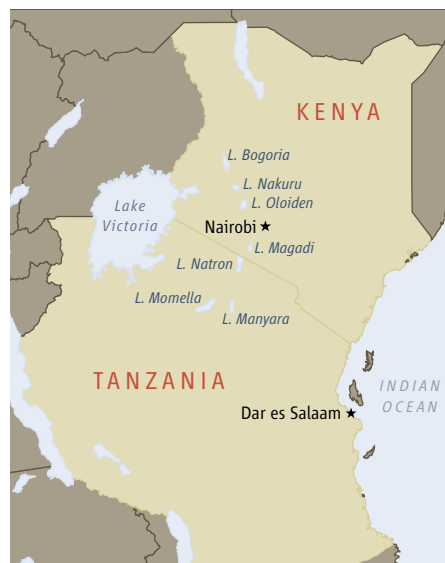 KENYA
L. Bogoria
L. Nakuru
L. Oloiden
Lake
Victoria
Nairobi
L. Magadi
L. Natron
L. Momella
L. Manyara
TANZANIA
INDIAN
OCEAN
Dar es Salaam